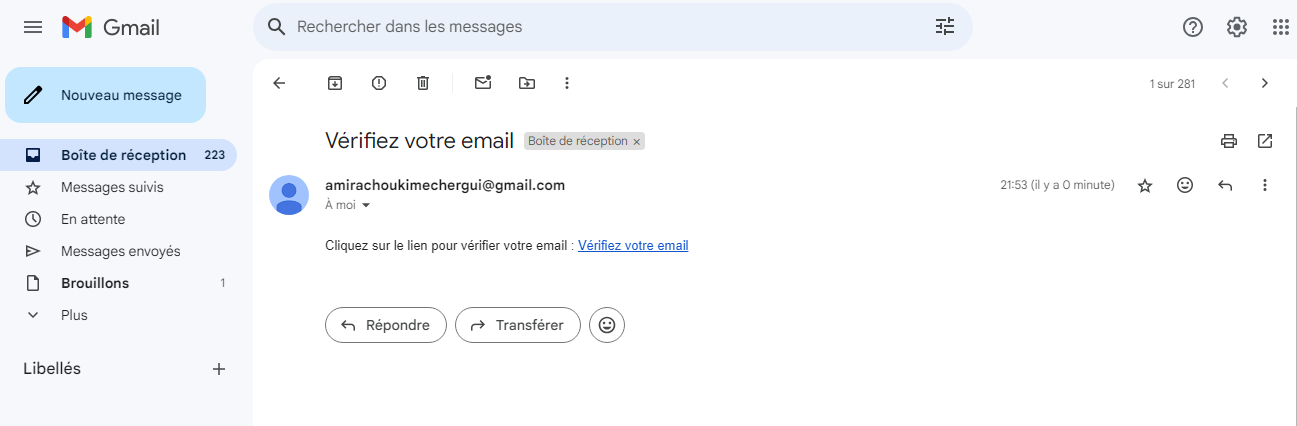 Gmail
Rechercher dans les messages
Nouveau message
1 sur 281
Vérifiez votre email
Boîte de réception ×
Boîte de réception 223
amirachoukimechergui@gmail.com
21:53 (il y a 0 minute)
Messages suivis
À moi
En attente
Cliquez sur le lien pour vérifier votre email : Vérifiez votre email
Messages envoyés
Brouillons 1
Plus
Répondre
Transférer
Libellés